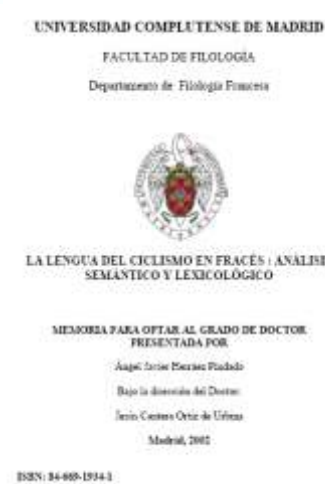 UNIVERSIDAD COMPLUTENSE DE MADRID
FACULTAD DE FILOLOGÍA
Departamento de Filología Francesa
LA LENGUA DEL CICLISMO EN FRACÉS : ANÁLISI
SEMÁNTICO Y LEXICOLÓGICO
MEMORIA PARA OPTAR AL GRADO DE DOCTOR
PRESENTADA POR
Ángel Javier Pindado
Bajo la dirección del Doctor:
Jesús Cantera Ortiz de Urbina
Madrid, 2002
ISBN: 84-669-1934-1